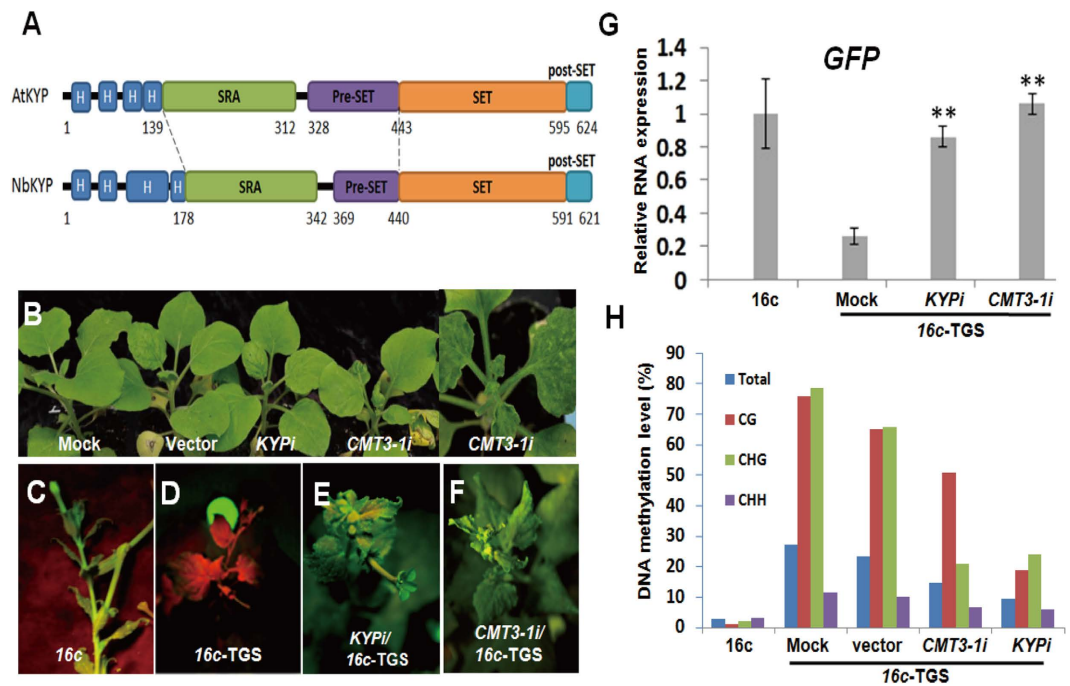 A
post-SET
AtKYP H H H H SRA Pre-SET SET
1 139 312 328 443 595 624
post-SET
NbKYP H H H H SRA Pre-SET SET
1 178 342 369 440 591 621
B
Mock Vector KYPi CMT3-1i CMT3-1i
C
16c
D
16c-TGS
E
KYPi/
16c-TGS
F
CMT3-1i/
16c-TGS
G
GFP
Relative RNA expression
1.4
1.2
1
0.8
0.6
0.4
0.2
0
** **
16c Mock KYPi CMT3-1i
16c-TGS
H
DNA methylation level (%)
90
80
70
60
50
40
30
20
10
0
Total
CG
CHG
CHH
16c Mock vector CMT3-1i KYPi
16c-TGS